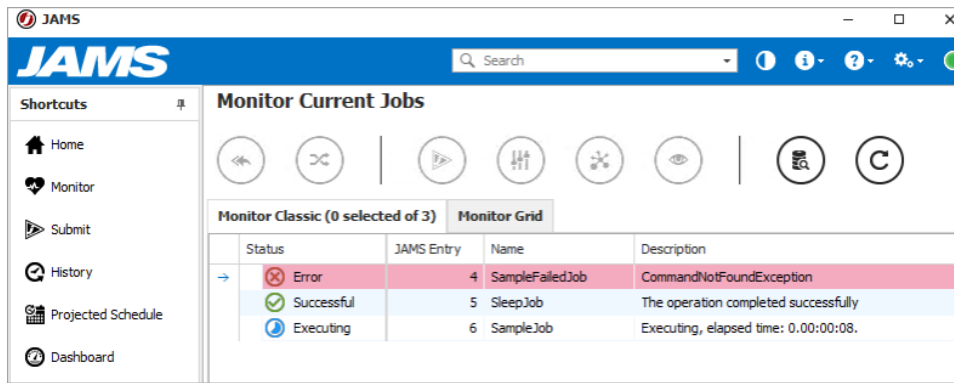 JAMS
JAMS
Search
Shortcuts
Home
Monitor
Submit
History
Projected Schedule
Dashboard
Monitor Current Jobs
Monitor Classic (0 selected of 3) Monitor Grid
Status JAMS Entry Name Description
Error 4 SampleFailedJob CommandNotFoundException
Successful 5 SleepJob The operation completed successfully
Executing 6 SampleJob Executing, elapsed time: 0.00:00:08.